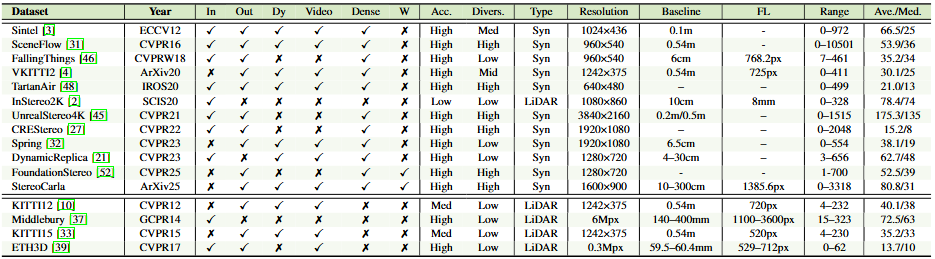 Dataset Year In Out Dy Video Dense W Acc. Divers. Type Resolution Baseline FL Range Ave./Med.
Sintel [3] ECCV12 ✓ ✓ ✓ ✓ ✓ ✗ High Med Syn 1024×436 0.1m - 0–972 66.5/25
SceneFlow [31] CVPR16 ✓ ✓ ✓ ✓ ✓ ✗ High High Syn 960×540 0.54m - 0–10501 53.9/36
FallingThings [46] CVPRW18 ✓ ✓ ✗ ✗ ✓ ✗ High Low Syn 960×540 6cm 768.2px 7–461 35.2/34
VKITTI2 [4] ArXiv20 ✗ ✓ ✓ ✓ ✓ ✗ High Mid Syn 1242×375 0.54m 725px 0–411 30.1/25
TartanAir [48] IROS20 ✓ ✓ ✓ ✓ ✓ ✗ High High Syn 640×480 – – 0–499 21.0/13
InStereo2K [2] SCIS20 ✓ ✗ ✗ ✗ ✗ ✗ Low Low LiDAR 1080×860 10cm 8mm 0–328 78.4/74
UnrealStereo4K [45] CVPR21 ✓ ✓ ✗ ✗ ✓ ✗ High High Syn 3840×2160 0.2m/0.5m – 0–1515 175.3/135
CREStereo [27] CVPR22 ✓ ✓ ✗ ✗ ✓ ✗ High High Syn 1920×1080 – – 0–2048 15.2/8
Spring [32] CVPR23 ✗ ✓ ✓ ✓ ✓ ✗ High Low Syn 1920×1080 6.5cm – 0–554 38.1/19
DynamicReplica [21] CVPR23 ✓ ✗ ✓ ✓ ✓ ✗ High Low Syn 1280×720 4–30cm – 3–656 62.7/48
FoundationStereo [52] CVPR25 ✗ ✓ ✗ ✗ ✓ ✓ High High Syn 1280×720 – – 1-700 52.5/39
StereoCarla ArXiv25 ✗ ✓ ✓ ✓ ✓ ✓ High High Syn 1600×900 10–300cm 1385.6px 0–3318 80.8/31
KITTI12 [10] CVPR12 ✗ ✓ ✓ ✓ ✗ ✗ Med Low LiDAR 1242×375 0.54m 720px 4–232 40.1/38
Middlebury [37] GCPR14 ✓ ✗ ✗ ✗ ✗ ✗ High Low LiDAR 6Mpx 140–400mm 1100–3600px 15–323 72.5/63
KITTI15 [33] CVPR15 ✗ ✓ ✓ ✓ ✗ ✗ Med Low LiDAR 1242×375 0.54m 520px 4–230 35.2/33
ETH3D [39] CVPR17 ✓ ✓ ✗ ✓ ✗ ✗ High Low LiDAR 0.3Mpx 59.5–60.4mm 529–712px 0–62 13.7/10